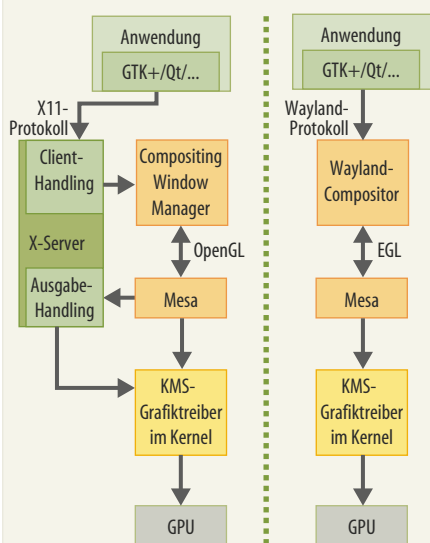 Anwendung
GTK+/Qt/...
X11-
Protokoll
Client-
Handling
Compositing
Window
Manager
X-Server
OpenGL
Ausgabe-
Handling
Mesa
KMS-
Grafiktreiber
im Kernel
GPU
Anwendung
GTK+/Qt/...
Wayland-
Protokoll
Wayland-
Compositor
EGL
Mesa
KMS-
Grafiktreiber
im Kernel
GPU